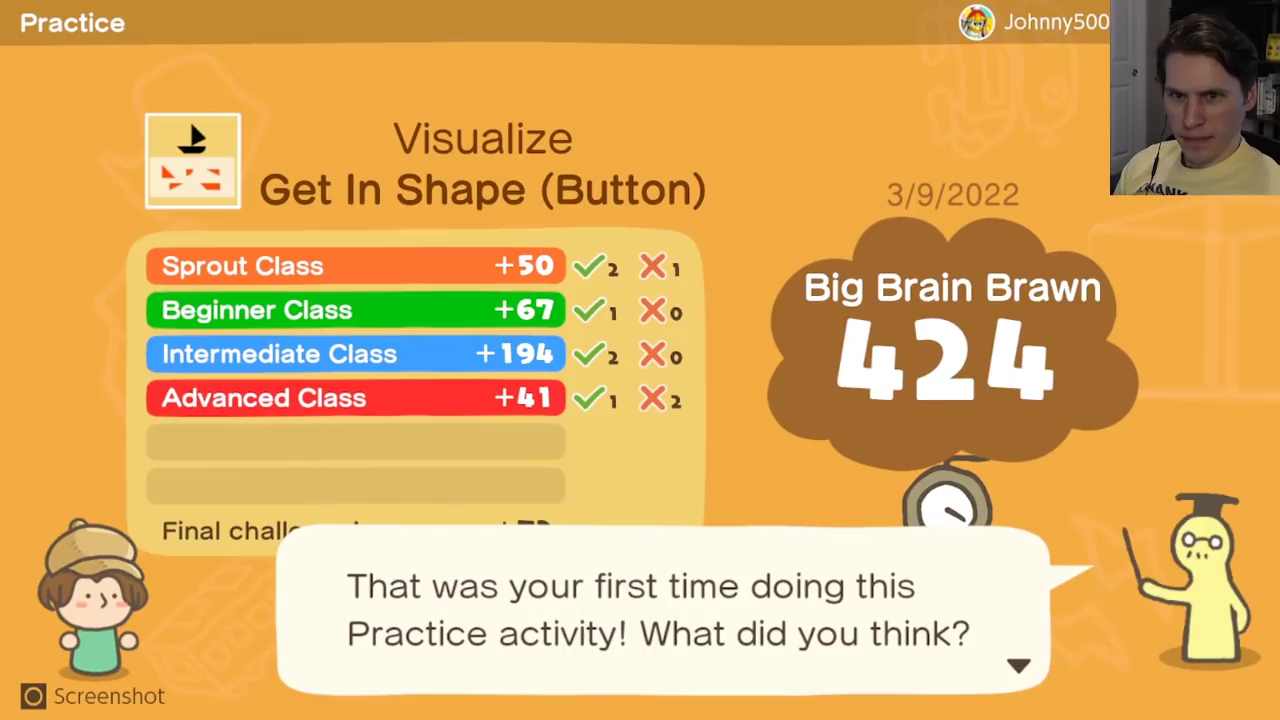 Practice
Johnny500
Visualize
Get In Shape (Button)
3/9/2022
Sprout Class +50 2 1
Beginner Class +67 1 0
Intermediate Class +194 2 0
Advanced Class +41 1 2
Big Brain Brawn
424
Final
That was your first time doing this
Practice activity! What did you think?
Screenshot